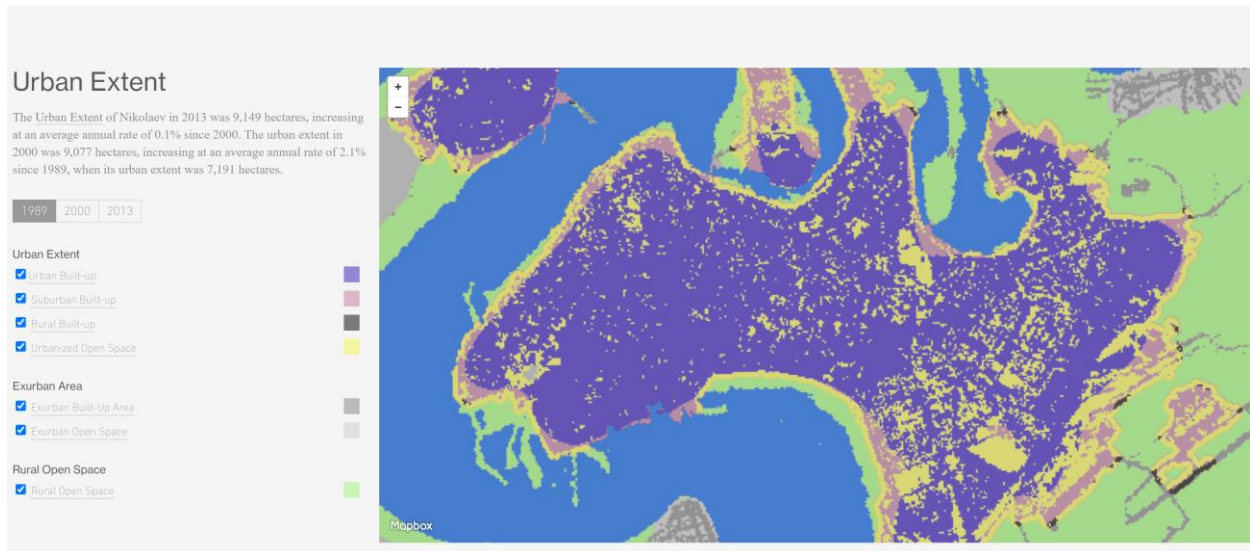 Urban Extent
The Urban Extent of Nikolaev in 2013 was 9,149 hectares, increasing
at an average annual rate of 0.1% since 2000. The urban extent in
2000 was 9,077 hectares, increasing at an average annual rate of 2.1%
since 1989, when its urban extent was 7,191 hectares.
1989 2000 2013
Urban Extent
Urban Built-up
Suburban Built-up
Rural Built-up
Urbanized Open Space
Exurban Area
Exurban Built-Up Area
Exurban Open Space
Rural Open Space
Rural Open Space
+
−
Mapbox